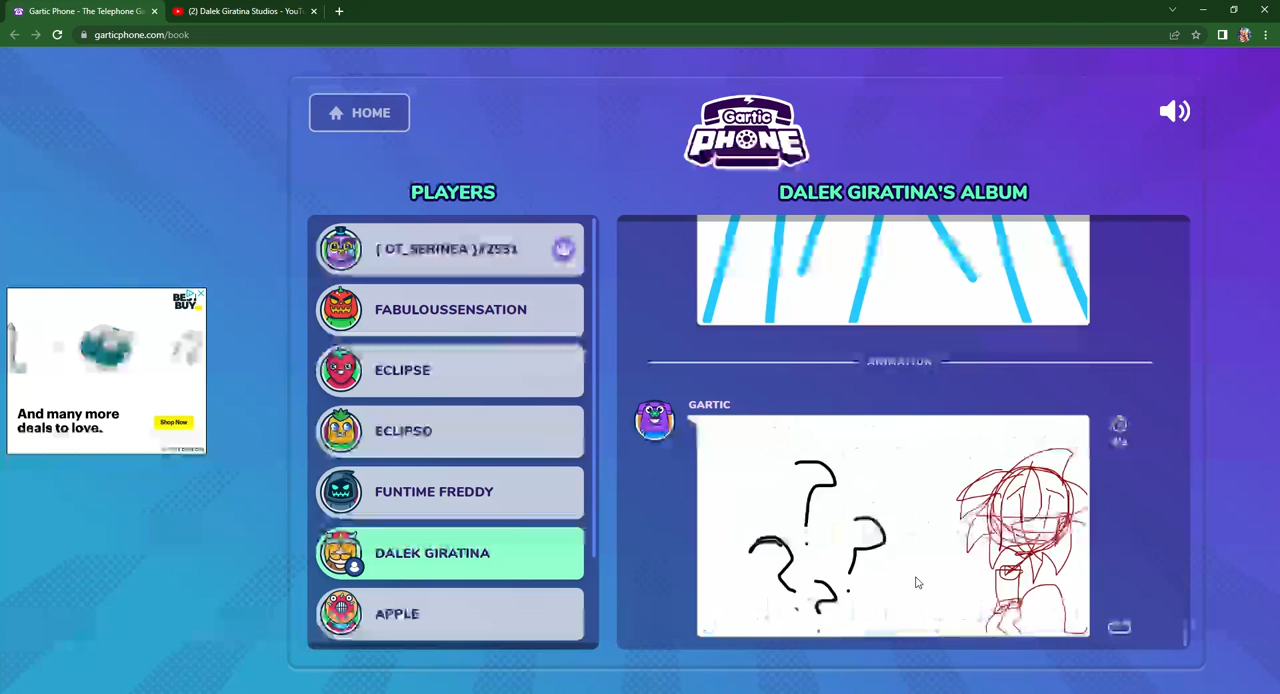 Gartic Phone - The Telephone Ga
(2) Dalek Giratina Studios - YouTu
garticphone.com/book
HOME
Gartic
PHONE
PLAYERS
DALEK GIRATINA'S ALBUM
FABULOUSSENSATION
ECLIPSE
ECLIPSO
FUNTIME FREDDY
DALEK GIRATINA
APPLE
ANIMATION
GARTIC
? ? ? ?
BEST
BUY
And many more
deals to love.
Shop Now